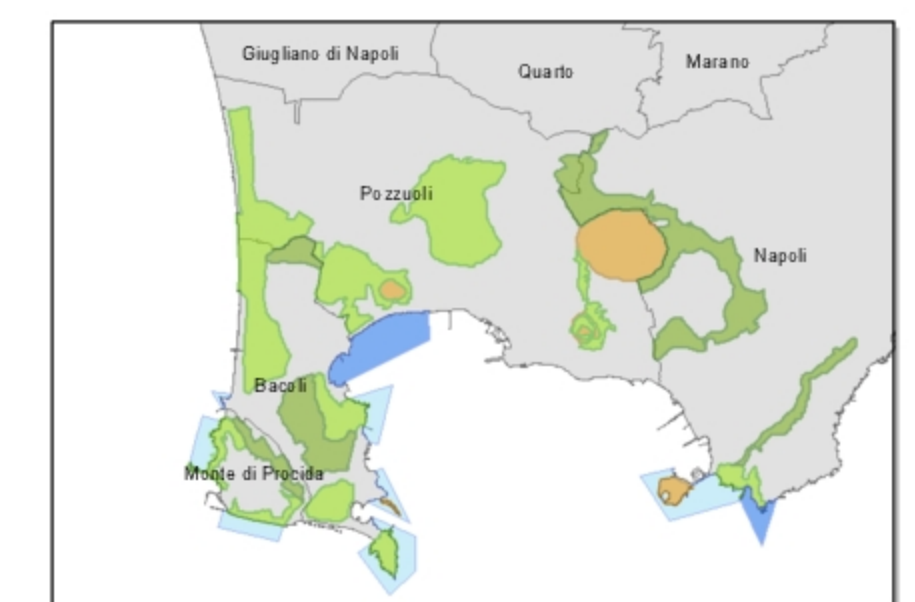 Giugliano di Napoli
Quarto
Marano
Pozzuoli
Napoli
Bacoli
Monte di Procida